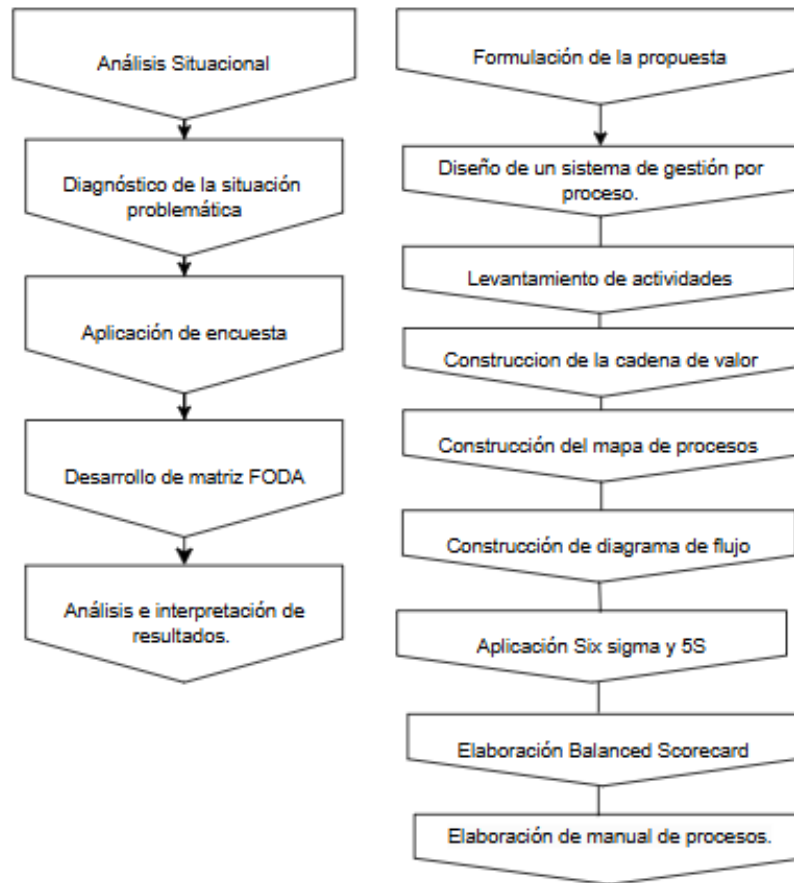 Análisis Situacional
Diagnóstico de la situación
problemática
Aplicación de encuesta
Desarrollo de matriz FODA
Análisis e interpretación de
resultados.
Formulación de la propuesta
Diseño de un sistema de gestión por
proceso.
Levantamiento de actividades
Construccion de la cadena de valor
Construcción del mapa de procesos
Construcción de diagrama de flujo
Aplicación Six sigma y 5S
Elaboración Balanced Scorecard
Elaboración de manual de procesos.